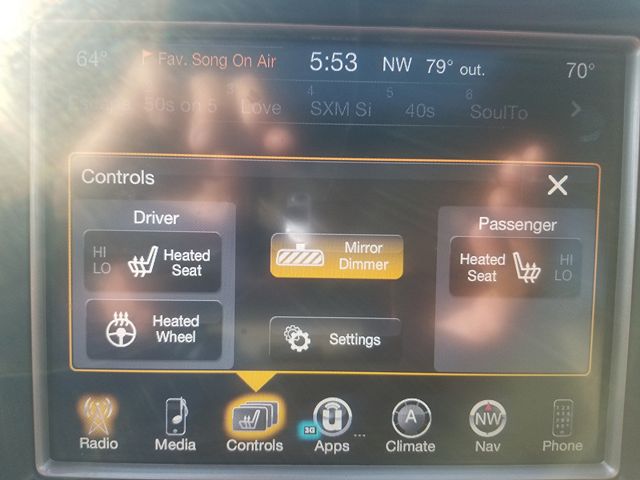 64° Fav. Song On Air 5:53 NW 79° out. 70°
3 4 5 6
Escape 50s on 5 Love SXM Si 40s SoulTo
Controls
Driver
Passenger
HI
LO
Heated
Seat
Mirror
Dimmer
Heated
Seat
HI
LO
Heated
Wheel
Settings
Radio Media Controls 3G Apps ... A Climate NW Nav Phone